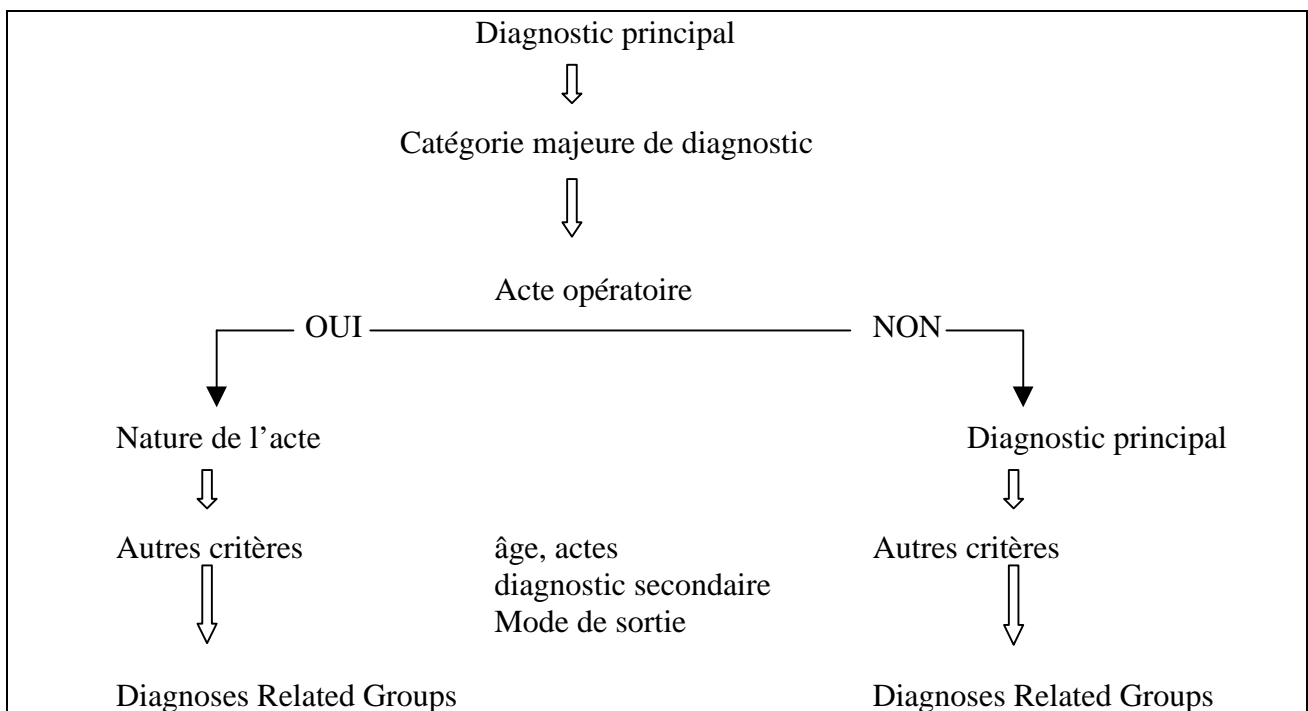 Diagnostic principal
Catégorie majeure de diagnostic
Acte opératoire
OUI
NON
Nature de l’acte
Diagnostic principal
Autres critères
âge, actes
diagnostic secondaire
Mode de sortie
Autres critères
Diagnoses Related Groups
Diagnoses Related Groups